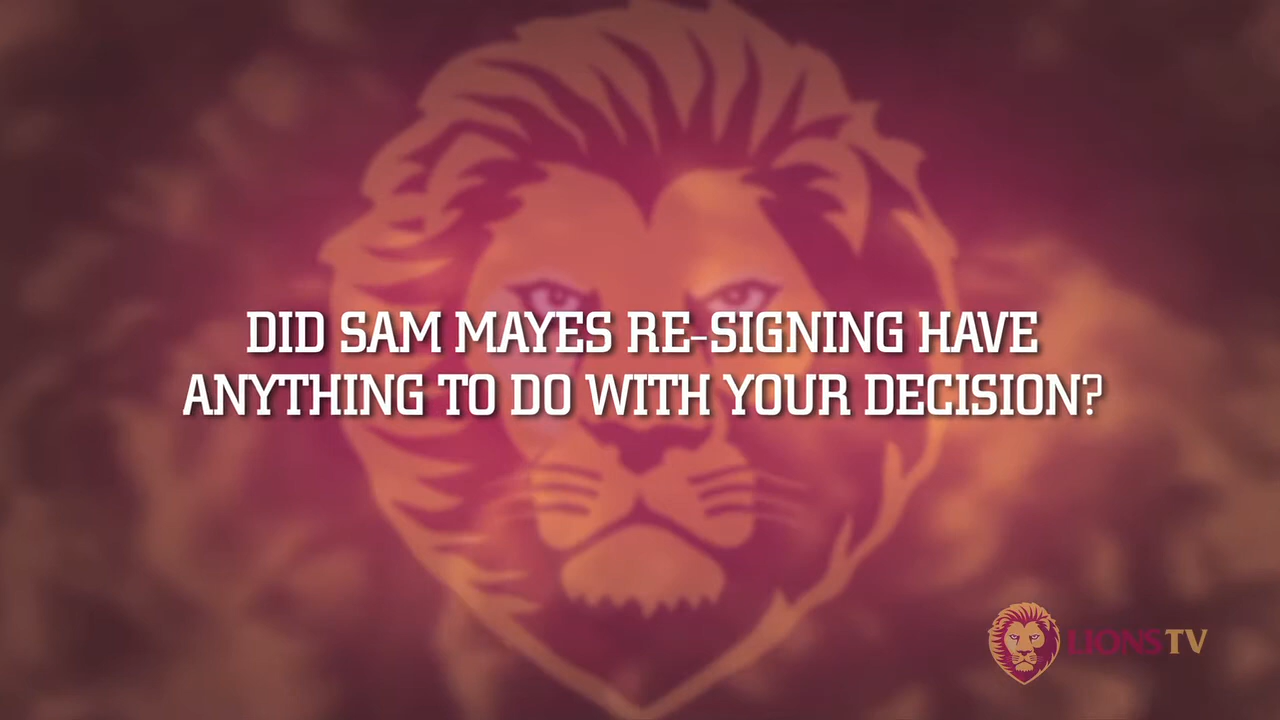 DID SAM MAYES RE-SIGNING HAVE
ANYTHING TO DO WITH YOUR DECISION?
LIONSTV